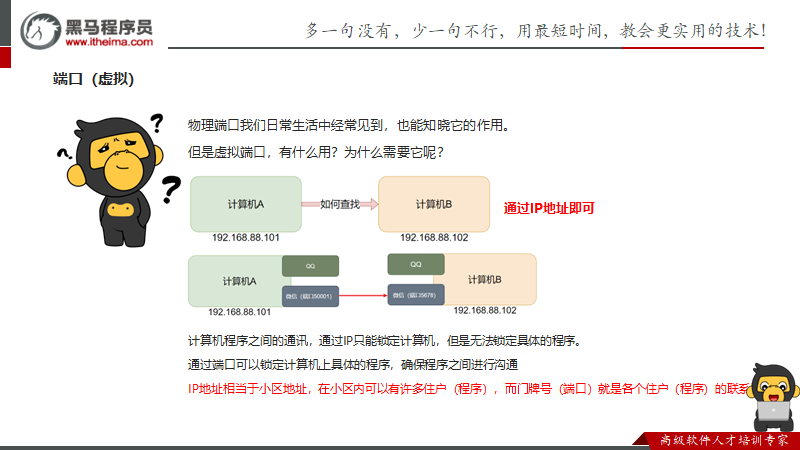 黑马程序员
www.itheima.com
多一句没有，少一句不行，用最短时间，教会更实用的技术！
端口（虚拟）
物理端口我们日常生活中经常见到，也能知晓它的作用。
但是虚拟端口，有什么用？为什么需要它呢？
计算机A
如何查找
计算机B
通过IP地址即可
192.168.88.101
192.168.88.102
QQ
QQ
计算机A
计算机B
微信（端口50001）
微信（端口5678）
192.168.88.101
192.168.88.102
计算机程序之间的通讯，通过IP只能锁定计算机，但是无法锁定具体的程序。
通过端口可以锁定计算机上具体的程序，确保程序之间进行沟通
IP地址相当于小区地址，在小区内可以有许多住户（程序），而门牌号（端口）就是各个住户（程序）的联系
高级软件人才培训专家